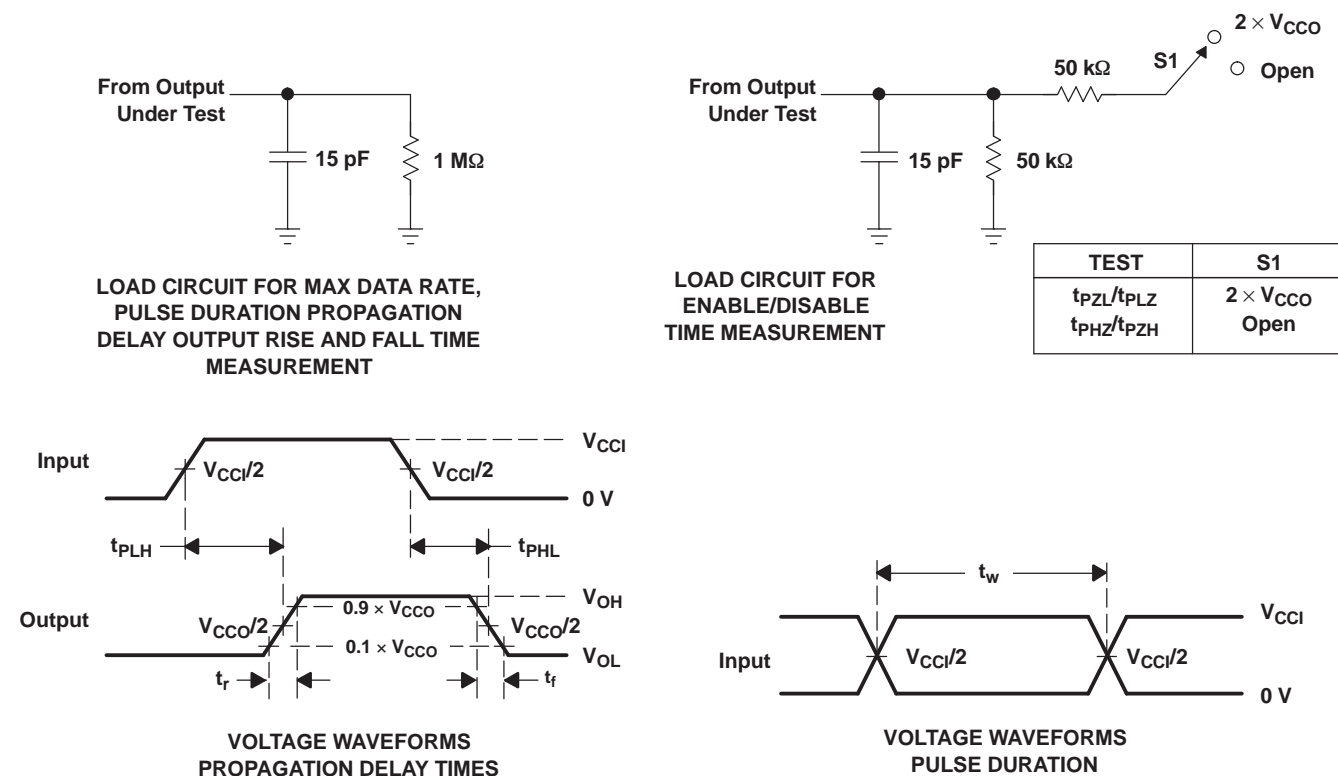 From Output
Under Test
15 pF
1 MΩ
LOAD CIRCUIT FOR MAX DATA RATE,
PULSE DURATION PROPAGATION
DELAY OUTPUT RISE AND FALL TIME
MEASUREMENT
From Output
Under Test
15 pF
50 kΩ
50 kΩ
S1
2 × VCCO
Open
LOAD CIRCUIT FOR
ENABLE/DISABLE
TIME MEASUREMENT
TEST S1
tPZL/tPLZ 2 × VCCO
tPHZ/tPZH Open
Input
VCCI/2
VCCI/2
VCCI
0 V
tPLH
tPHL
Output
VCCO/2
0.9 × VCCO
0.1 × VCCO
VCCO/2
VOH
VOL
tr
tf
VOLTAGE WAVEFORMS
PROPAGATION DELAY TIMES
tw
Input
VCCI/2
VCCI/2
VCCI
0 V
VOLTAGE WAVEFORMS
PULSE DURATION